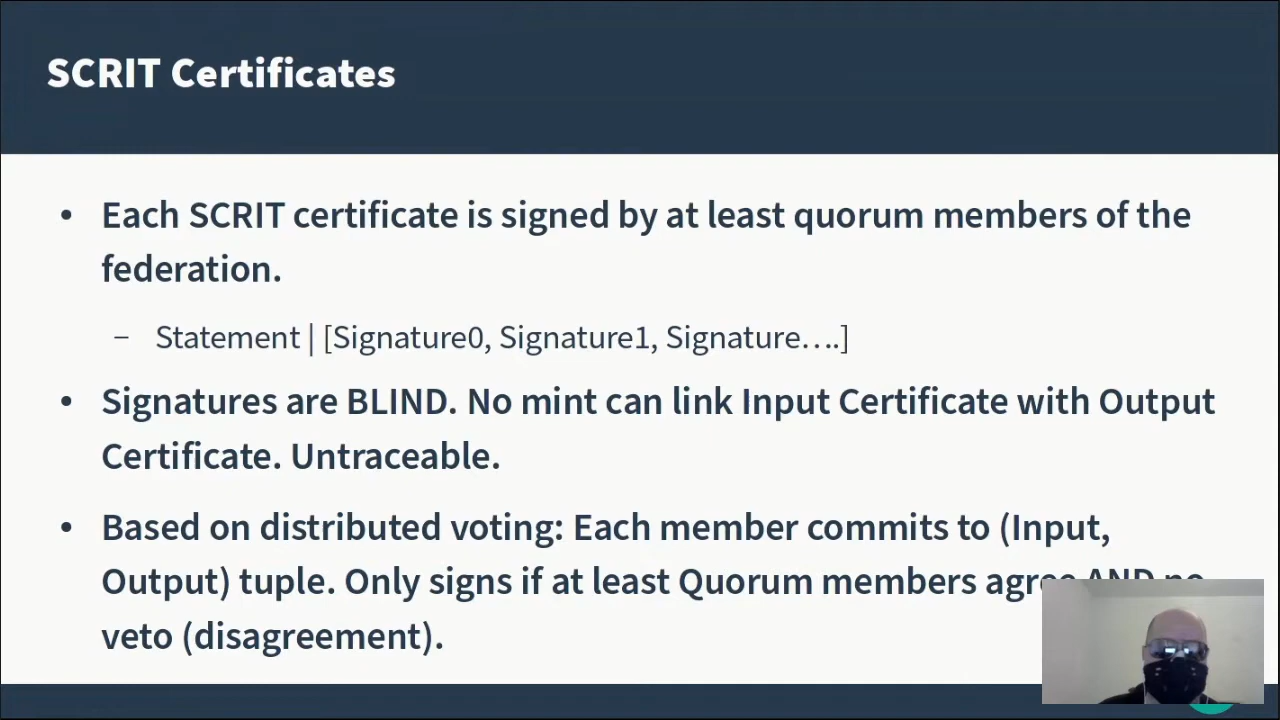 SCRIT Certificates
• Each SCRIT certificate is signed by at least quorum members of the
federation.
– Statement | [Signature0, Signature1, Signature….]
• Signatures are BLIND. No mint can link Input Certificate with Output
Certificate. Untraceable.
• Based on distributed voting: Each member commits to (Input,
Output) tuple. Only signs if at least Quorum members agree AND no
veto (disagreement).